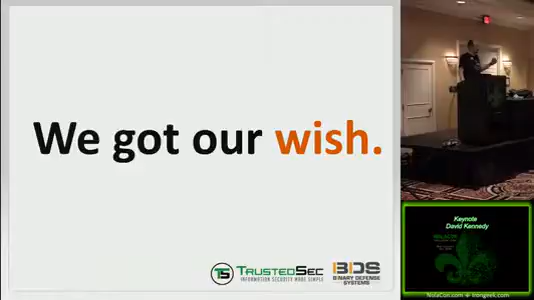 We got our wish.
TS TRUSTEDSEC
INFORMATION SECURITY MADE SIMPLE
BDS
BINARY DEFENSE
SYSTEMS
Keynote
David Kennedy
NolaCon.com ⚜ Irongeek.com